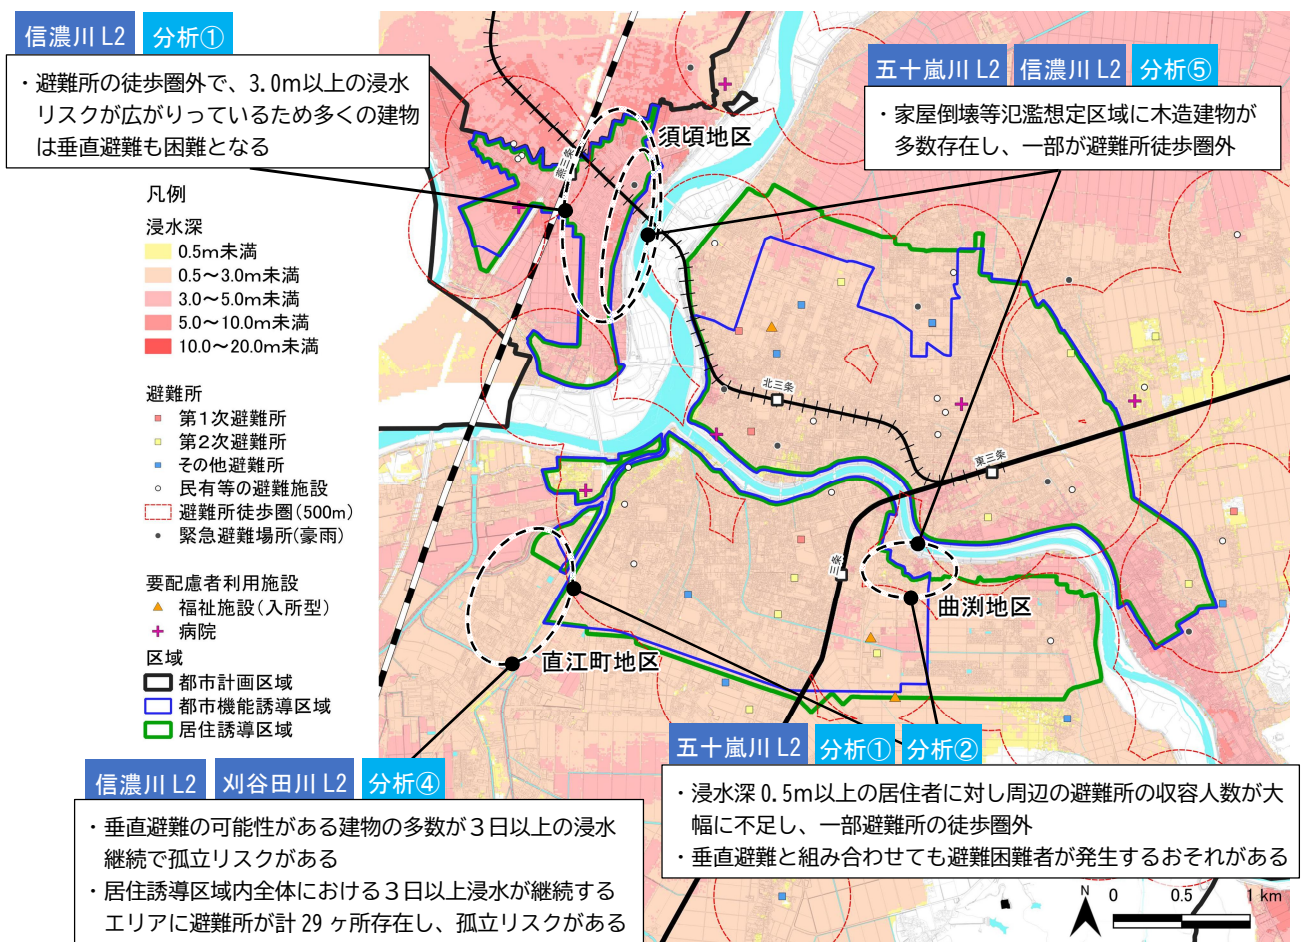 信濃川 L2 分析①
・避難所の徒歩圏外で、3.0m以上の浸水
リスクが広がりっているため多くの建物
は垂直避難も困難となる
五十嵐川 L2 信濃川 L2 分析⑤
・家屋倒壊等氾濫想定区域に木造建物が
多数存在し、一部が避難所徒歩圏外
凡例
浸水深
0.5m未満
0.5～3.0m未満
3.0～5.0m未満
5.0～10.0m未満
10.0～20.0m未満
避難所
第1次避難所
第2次避難所
その他避難所
民有等の避難施設
避難所徒歩圏(500m)
緊急避難場所(豪雨)
要配慮者利用施設
福祉施設(入所型)
病院
区域
都市計画区域
都市機能誘導区域
居住誘導区域
須頃地区
燕三条
北三条
東三条
三条
曲渕地区
直江町地区
信濃川 L2 刈谷田川 L2 分析④
・垂直避難の可能性がある建物の多数が３日以上の浸水
継続で孤立リスクがある
・居住誘導区域内全体における３日以上浸水が継続する
エリアに避難所が計 29 ヶ所存在し、孤立リスクがある
五十嵐川 L2 分析① 分析②
・浸水深 0.5m以上の居住者に対し周辺の避難所の収容人数が大
幅に不足し、一部避難所の徒歩圏外
・垂直避難と組み合わせても避難困難者が発生するおそれがある
N
0 0.5 1 km